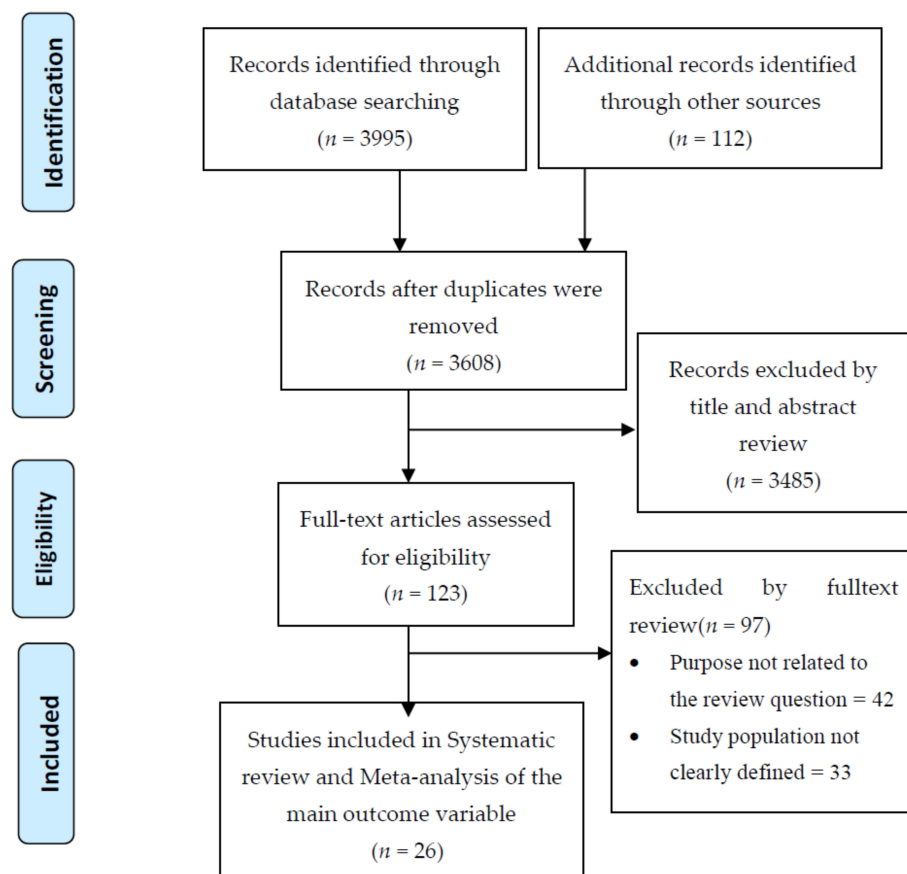 Identification
Records identified through
database searching
(n = 3995)
Additional records identified
through other sources
(n = 112)
Screening
Records after duplicates were
removed
(n = 3608)
Records excluded by
title and abstract
review
(n = 3485)
Eligibility
Full-text articles assessed
for eligibility
(n = 123)
Excluded by fulltext
review(n = 97)
• Purpose not related to
the review question = 42
• Study population not
clearly defined = 33
Included
Studies included in Systematic
review and Meta-analysis of the
main outcome variable
(n = 26)